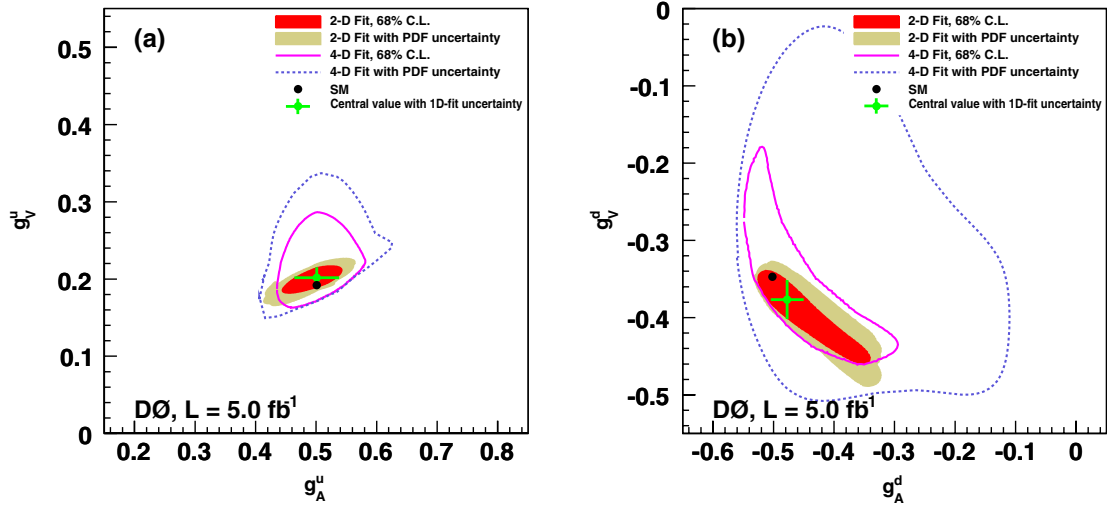 (a)
2-D Fit, 68% C.L.
2-D Fit with PDF uncertainty
4-D Fit, 68% C.L.
4-D Fit with PDF uncertainty
SM
Central value with 1D-fit uncertainty
0.5
0.4
0.3
0.2
0.1
0
g_V^u
DØ, L = 5.0 fb^-1
0.2 0.3 0.4 0.5 0.6 0.7 0.8
g_A^u
(b)
2-D Fit, 68% C.L.
2-D Fit with PDF uncertainty
4-D Fit, 68% C.L.
4-D Fit with PDF uncertainty
SM
Central value with 1D-fit uncertainty
0
-0.1
-0.2
-0.3
-0.4
-0.5
g_V^d
DØ, L = 5.0 fb^-1
-0.6 -0.5 -0.4 -0.3 -0.2 -0.1 0
g_A^d